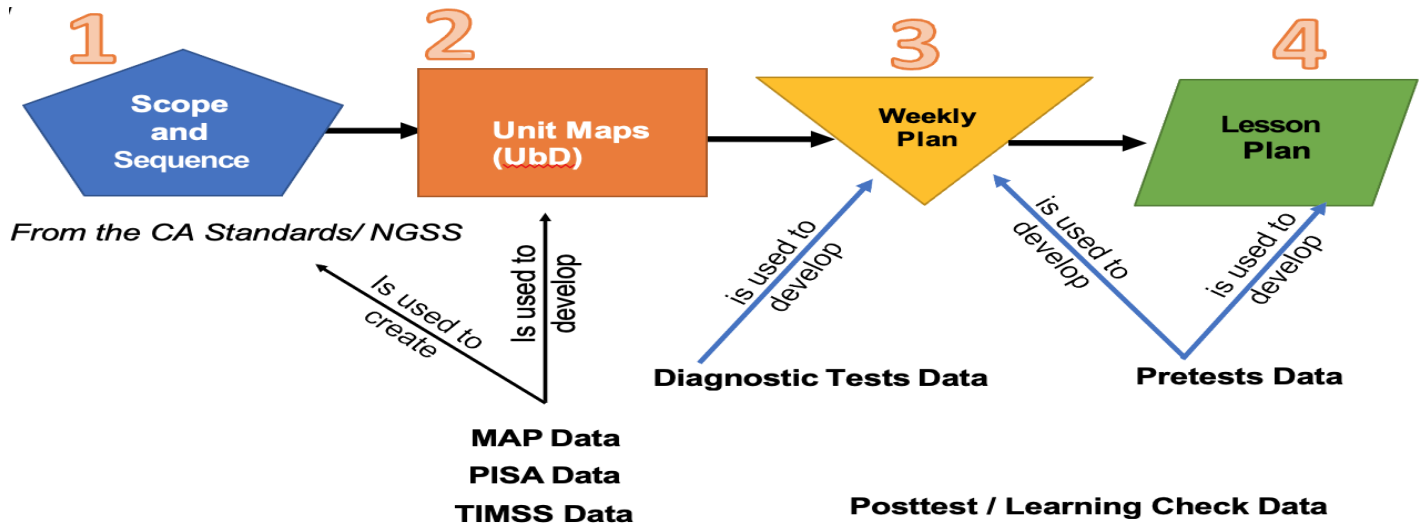 1
2
3
4
Scope
and
Sequence
Unit Maps
(UbD)
Weekly
Plan
Lesson
Plan
From the CA Standards/ NGSS
Is used to
create
Is used to
develop
is used to
develop
is used to
develop
is used to
develop
Diagnostic Tests Data
Pretests Data
MAP Data
PISA Data
TIMSS Data
Posttest / Learning Check Data